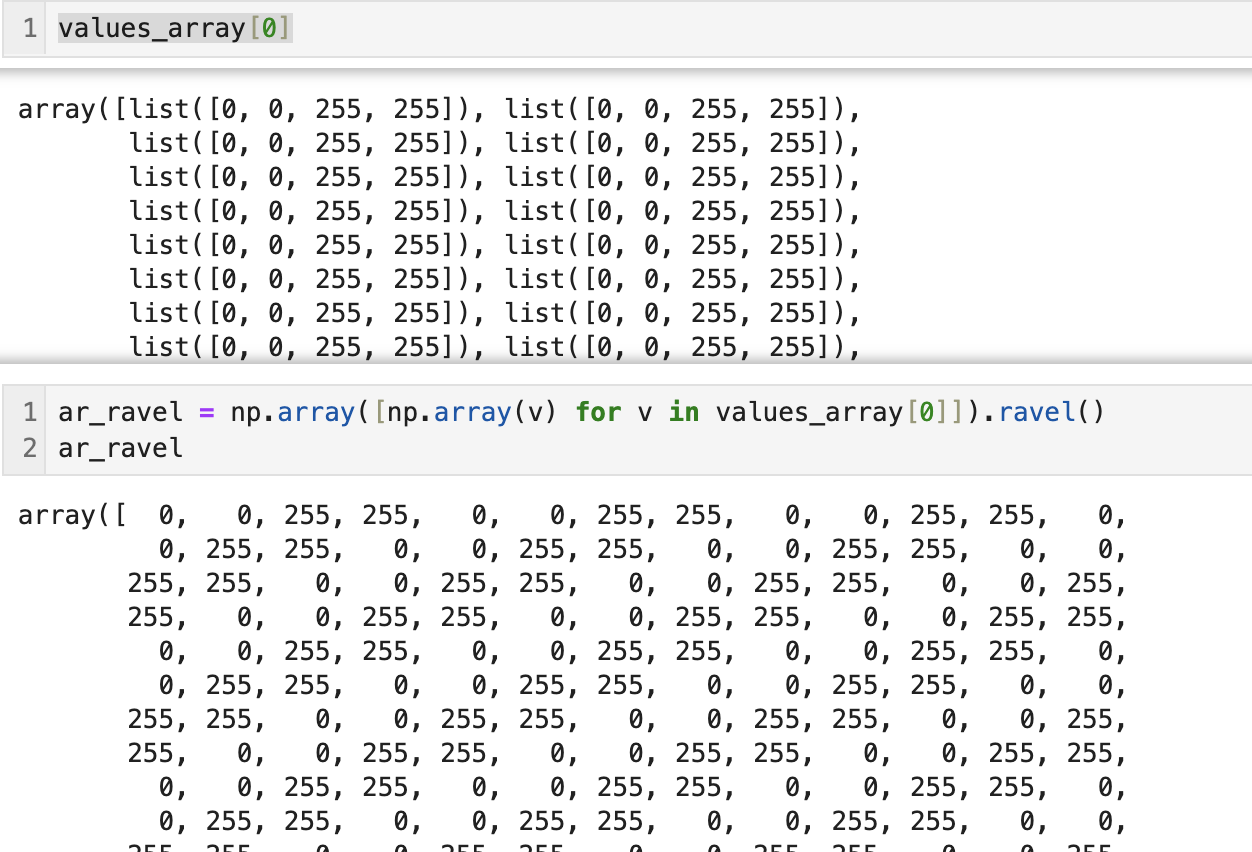 1 values_array[0]
array([list([0, 0, 255, 255]), list([0, 0, 255, 255]),
list([0, 0, 255, 255]), list([0, 0, 255, 255]),
list([0, 0, 255, 255]), list([0, 0, 255, 255]),
list([0, 0, 255, 255]), list([0, 0, 255, 255]),
list([0, 0, 255, 255]), list([0, 0, 255, 255]),
list([0, 0, 255, 255]), list([0, 0, 255, 255]),
list([0, 0, 255, 255]), list([0, 0, 255, 255]),
list([0, 0, 255, 255]), list([0, 0, 255, 255]),
1 ar_ravel = np.array([np.array(v) for v in values_array[0]]).ravel()
2 ar_ravel
array([ 0, 0, 255, 255, 0, 0, 255, 255, 0, 0, 255, 255, 0,
0, 255, 255, 0, 0, 255, 255, 0, 0, 255, 255, 0, 0,
255, 255, 0, 0, 255, 255, 0, 0, 255, 255, 0, 0, 255,
255, 0, 0, 255, 255, 0, 0, 255, 255, 0, 0, 255, 255,
0, 0, 255, 255, 0, 0, 255, 255, 0, 0, 255, 255, 0,
0, 255, 255, 0, 0, 255, 255, 0, 0, 255, 255, 0, 0,
255, 255, 0, 0, 255, 255, 0, 0, 255, 255, 0, 0, 255,
255, 0, 0, 255, 255, 0, 0, 255, 255, 0, 0, 255, 255,
0, 0, 255, 255, 0, 0, 255, 255, 0, 0, 255, 255, 0,
0, 255, 255, 0, 0, 255, 255, 0, 0, 255, 255, 0, 0,